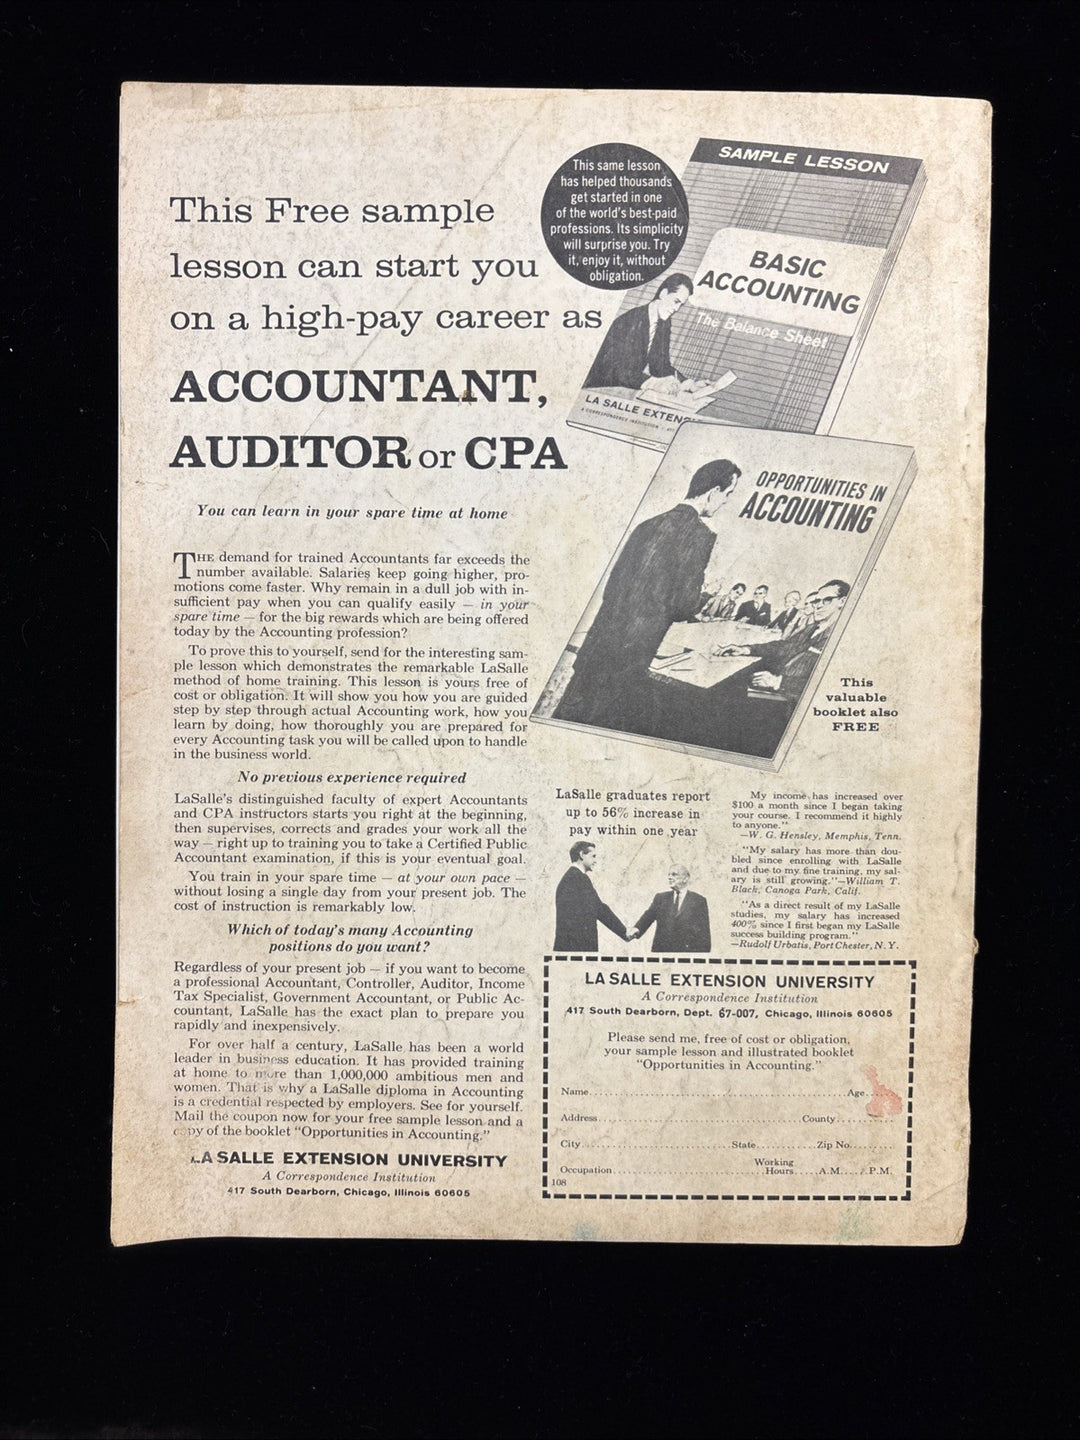 This Free sample
lesson can start you
on a high-pay career as
ACCOUNTANT,
AUDITOR or CPA
You can learn in your spare time at home
This same lesson
has helped thousands
get started in one
of the world's best-paid
professions. Its simplicity
will surprise you. Try
it, enjoy it, without
obligation.
SAMPLE LESSON
BASIC
ACCOUNTING
The Balance Sheet
LA SALLE EXTEN
A CORRESPONDENCE INSTITUTION
OPPORTUNITIES IN
ACCOUNTING
This
valuable
booklet also
FREE
THE demand for trained Accountants far exceeds the
number available. Salaries keep going higher, pro-
motions come faster. Why remain in a dull job with in-
sufficient pay when you can qualify easily — in your
spare time — for the big rewards which are being offered
today by the Accounting profession?
To prove this to yourself, send for the interesting sam-
ple lesson which demonstrates the remarkable LaSalle
method of home training. This lesson is yours free of
cost or obligation. It will show you how you are guided
step by step through actual Accounting work, how you
learn by doing, how thoroughly you are prepared for
every Accounting task you will be called upon to handle
in the business world.
No previous experience required
LaSalle's distinguished faculty of expert Accountants
and CPA instructors starts you right at the beginning,
then supervises, corrects and grades your work all the
way — right up to training you to take a Certified Public
Accountant examination, if this is your eventual goal.
You train in your spare time — at your own pace —
without losing a single day from your present job. The
cost of instruction is remarkably low.
Which of today's many Accounting
positions do you want?
Regardless of your present job — if you want to become
a professional Accountant, Controller, Auditor, Income
Tax Specialist, Government Accountant, or Public Ac-
countant, LaSalle has the exact plan to prepare you
rapidly and inexpensively.
For over half a century, LaSalle has been a world
leader in business education. It has provided training
at home to more than 1,000,000 ambitious men and
women. That is why a LaSalle diploma in Accounting
is a credential respected by employers. See for yourself.
Mail the coupon now for your free sample lesson and a
copy of the booklet "Opportunities in Accounting."
LA SALLE EXTENSION UNIVERSITY
A Correspondence Institution
417 South Dearborn, Chicago, Illinois 60605
LaSalle graduates report
up to 56% increase in
pay within one year
My income has increased over
$100 a month since I began taking
your course. I recommend it highly
to anyone."
—W. G. Hensley, Memphis, Tenn.
"My salary has more than dou-
bled since enrolling with LaSalle
and due to my fine training, my sal-
ary is still growing."—William T.
Black, Canoga Park, Calif.
"As a direct result of my LaSalle
studies, my salary has increased
400% since I first began my LaSalle
success building program."
—Rudolf Urbatis, Port Chester, N. Y.
LA SALLE EXTENSION UNIVERSITY
A Correspondence Institution
417 South Dearborn, Dept. 67-007, Chicago, Illinois 60605
Please send me, free of cost or obligation,
your sample lesson and illustrated booklet
"Opportunities in Accounting."
Name Age
Address County
City State Zip No.
Occupation Working Hours A.M. P.M.
108